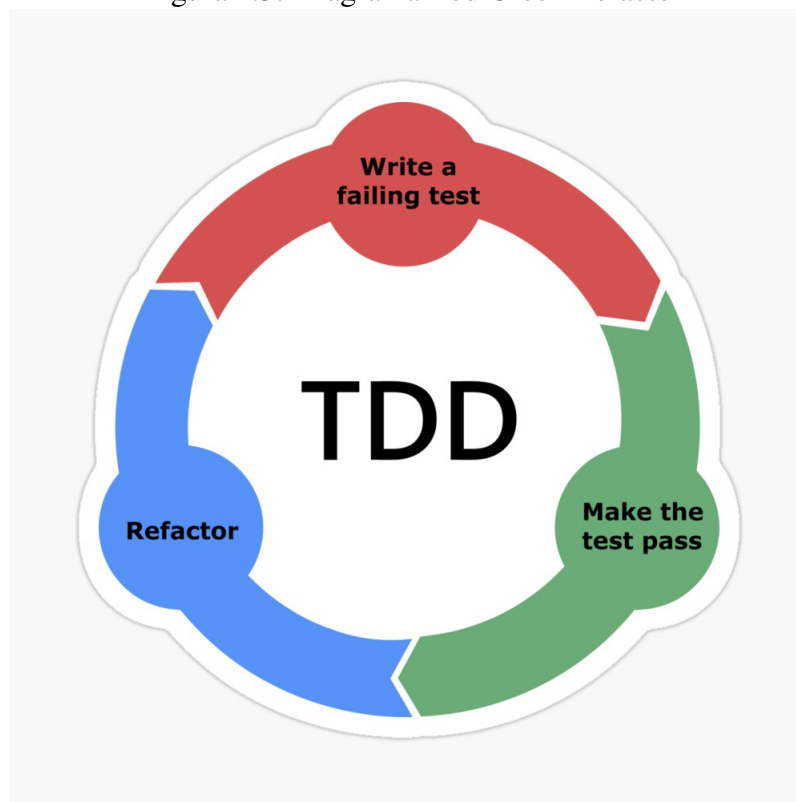 Write a
failing test
TDD
Make the
test pass
Refactor